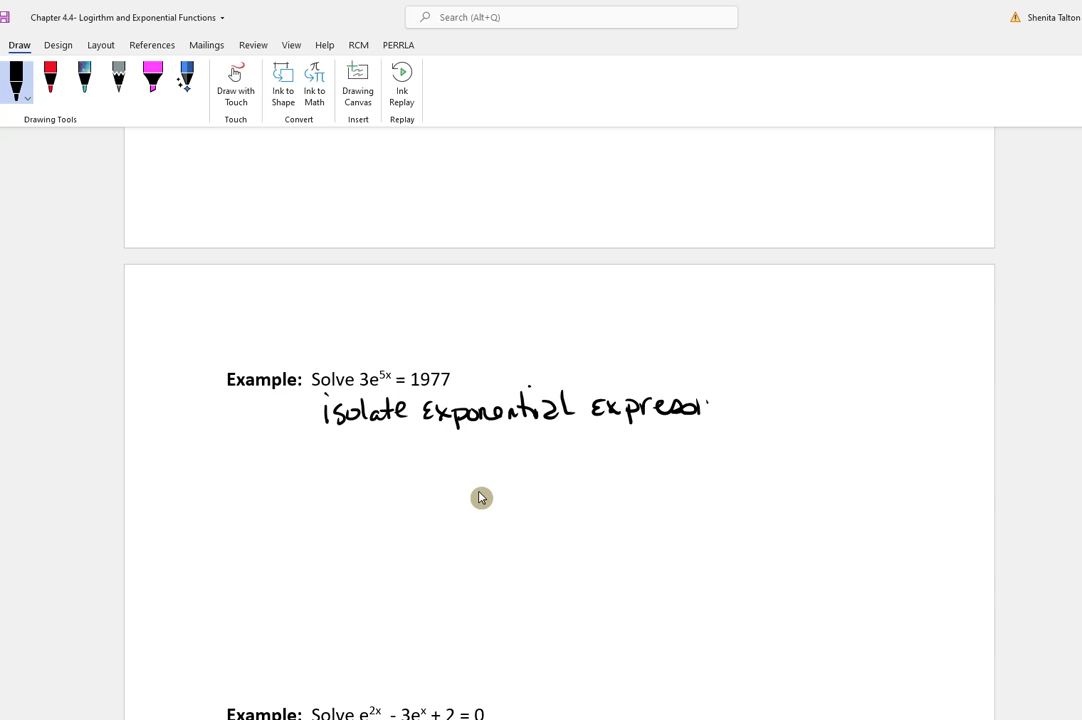 Chapter 4.4- Logirthm and Exponential Functions
Search (Alt+Q)
Shenita Talton
Draw Design Layout References Mailings Review View Help RCM PERRLA
Draw with Touch
Ink to Shape
Ink to Math
Drawing Canvas
Ink Replay
Drawing Tools Touch Convert Insert Replay
Example: Solve 3e⁵ˣ = 1977
isolate exponential
Example: Solve e²ˣ - 3eˣ + 2 = 0